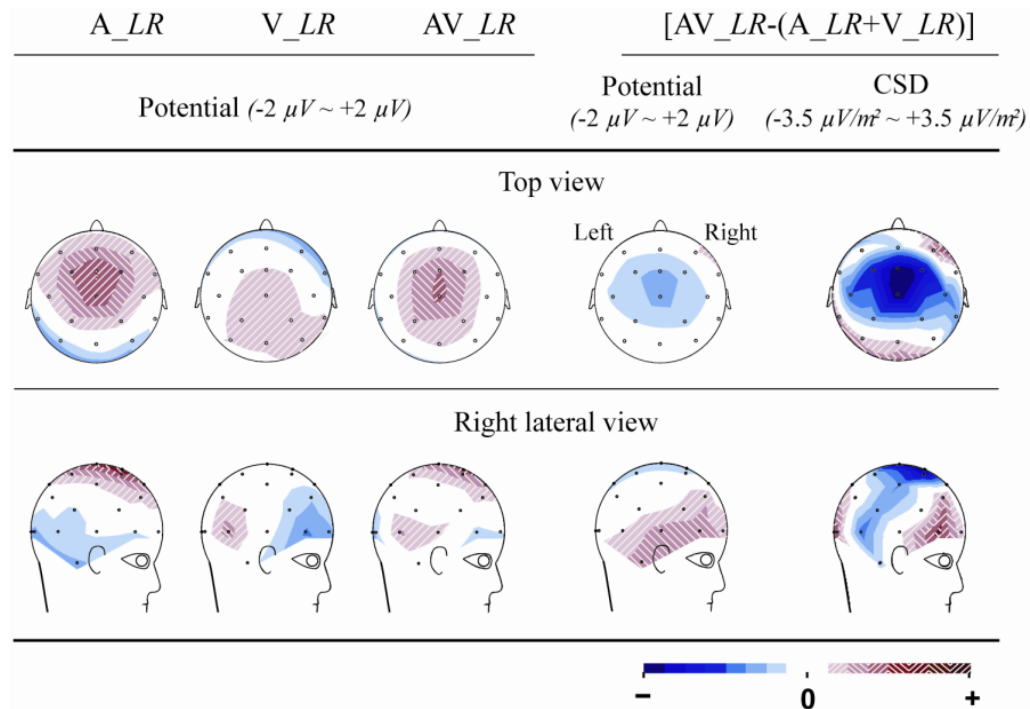 A_LR V_LR AV_LR [AV_LR-(A_LR+V_LR)]
Potential (-2 μV ~ +2 μV)
Potential
(-2 μV ~ +2 μV)
CSD
(-3.5 μV/m² ~ +3.5 μV/m²)
Top view
Left Right
Right lateral view
− 0 +